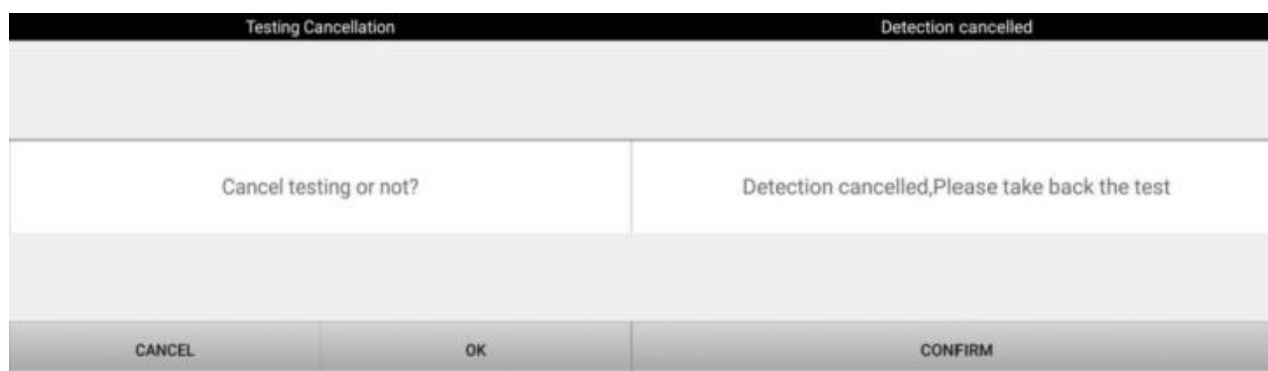 Testing Cancellation
Cancel testing or not?
CANCEL
OK
Detection cancelled
Detection cancelled,Please take back the test
CONFIRM